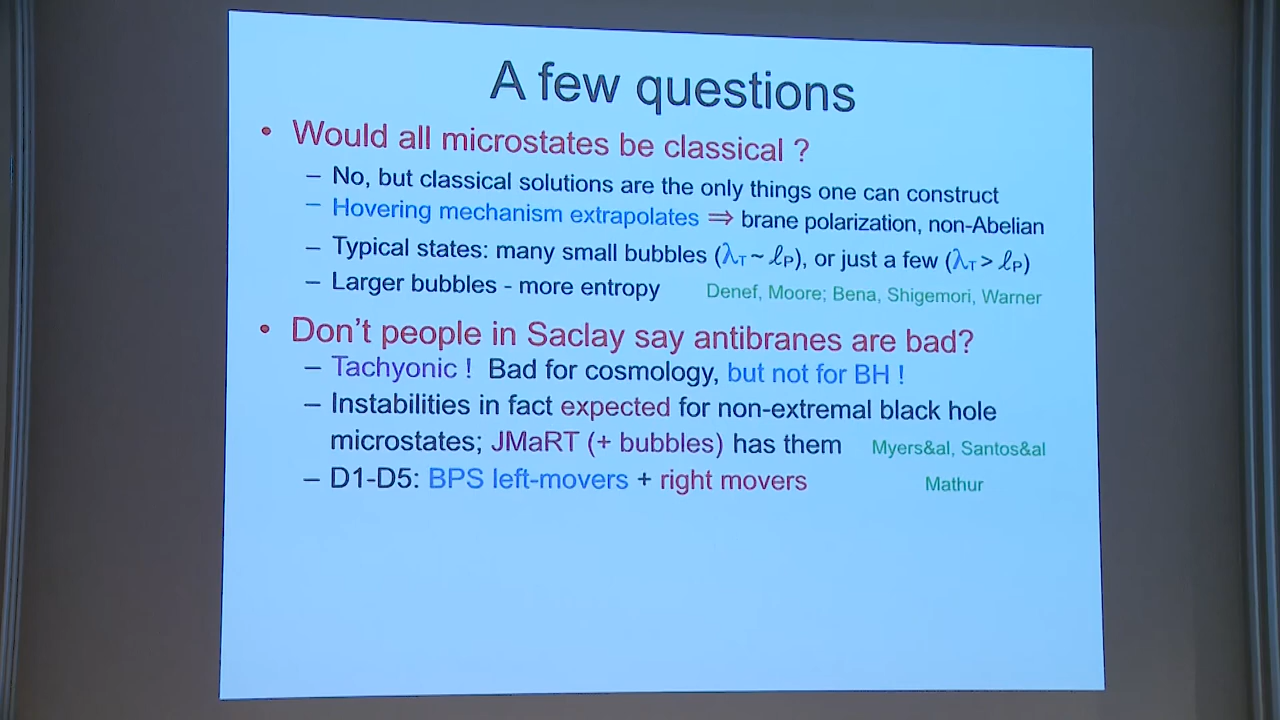 A few questions
• Would all microstates be classical ?
– No, but classical solutions are the only things one can construct
– Hovering mechanism extrapolates ⇒ brane polarization, non-Abelian
– Typical states: many small bubbles (λT ~ ℓP), or just a few (λT > ℓP)
– Larger bubbles - more entropy Denef, Moore; Bena, Shigemori, Warner
• Don't people in Saclay say antibranes are bad?
– Tachyonic ! Bad for cosmology, but not for BH !
– Instabilities in fact expected for non-extremal black hole
microstates; JMaRT (+ bubbles) has them Myers&al, Santos&al
– D1-D5: BPS left-movers + right movers Mathur